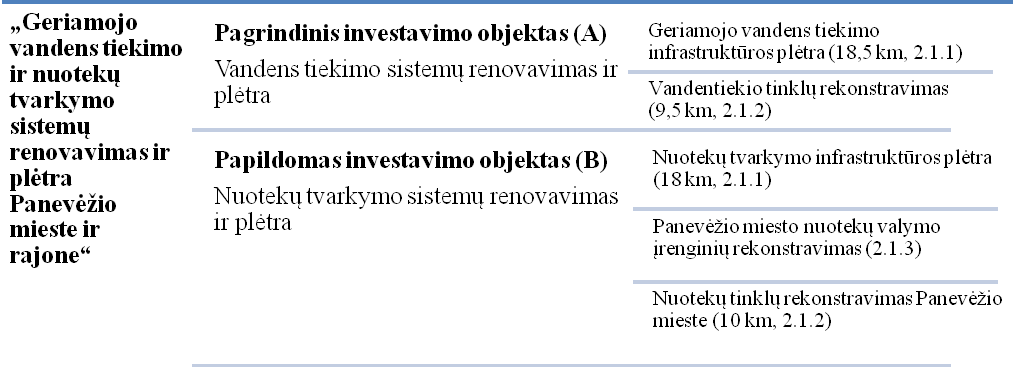 „Geriamojo
vandens tiekimo
ir nuotekų
tvarkymo
sistemų
renovavimas ir
plėtra
Panevėžio
mieste ir
rajone“
Pagrindinis investavimo objektas (A)
Vandens tiekimo sistemų renovavimas ir
plėtra
Geriamojo vandens tiekimo
infrastruktūros plėtra (18,5 km, 2.1.1)
Vandentiekio tinklų rekonstravimas
(9,5 km, 2.1.2)
Papildomas investavimo objektas (B)
Nuotekų tvarkymo sistemų renovavimas
ir plėtra
Nuotekų tvarkymo infrastruktūros plėtra
(18 km, 2.1.1)
Panevėžio miesto nuotekų valymo
įrenginių rekonstravimas (2.1.3)
Nuotekų tinklų rekonstravimas Panevėžio
mieste (10 km, 2.1.2)